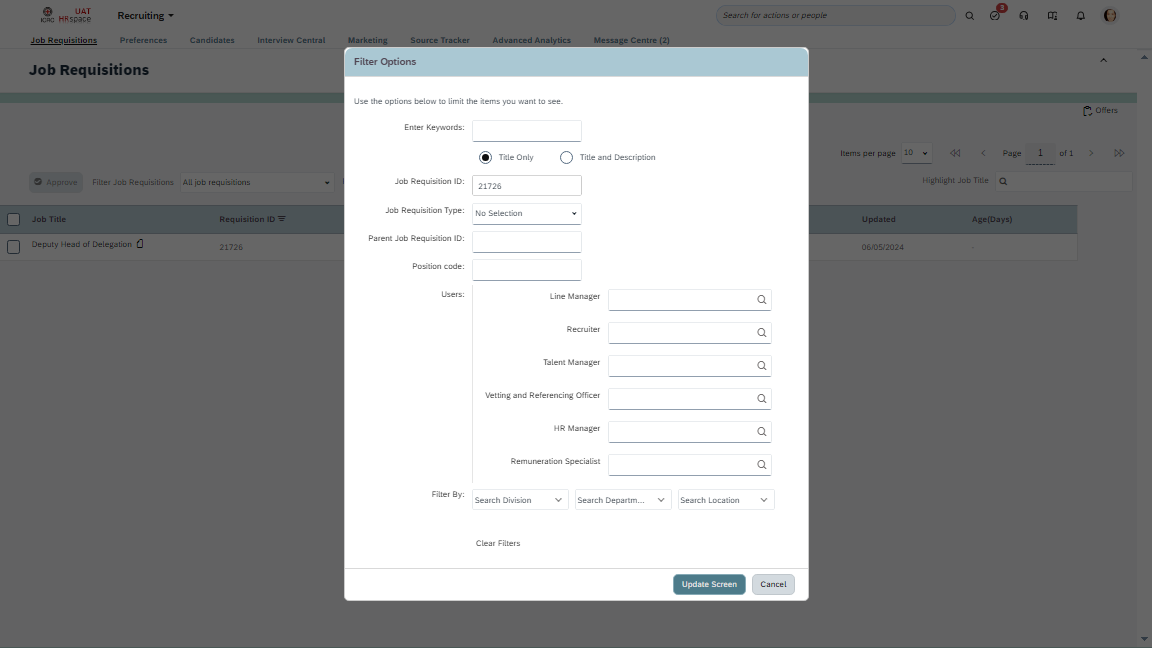 ICRC
UAT
HRspace
Recruiting
Search for actions or people
3
Job Requisitions
Preferences
Candidates
Interview Central
Marketing
Source Tracker
Advanced Analytics
Message Centre (2)
Job Requisitions
Offers
Items per page 10
Page 1 of 1
Approve
Filter Job Requisitions
All job requisitions
Highlight Job Title
Job Title
Requisition ID
Updated
Age(Days)
Deputy Head of Delegation
21726
06/05/2024
-
Filter Options
Use the options below to limit the items you want to see.
Enter Keywords:
Title Only
Title and Description
Job Requisition ID: 21726
Job Requisition Type: No Selection
Parent Job Requisition ID:
Position code:
Users:
Line Manager
Recruiter
Talent Manager
Vetting and Referencing Officer
HR Manager
Remuneration Specialist
Filter By: Search Division Search Departm... Search Location
Clear Filters
Update Screen
Cancel